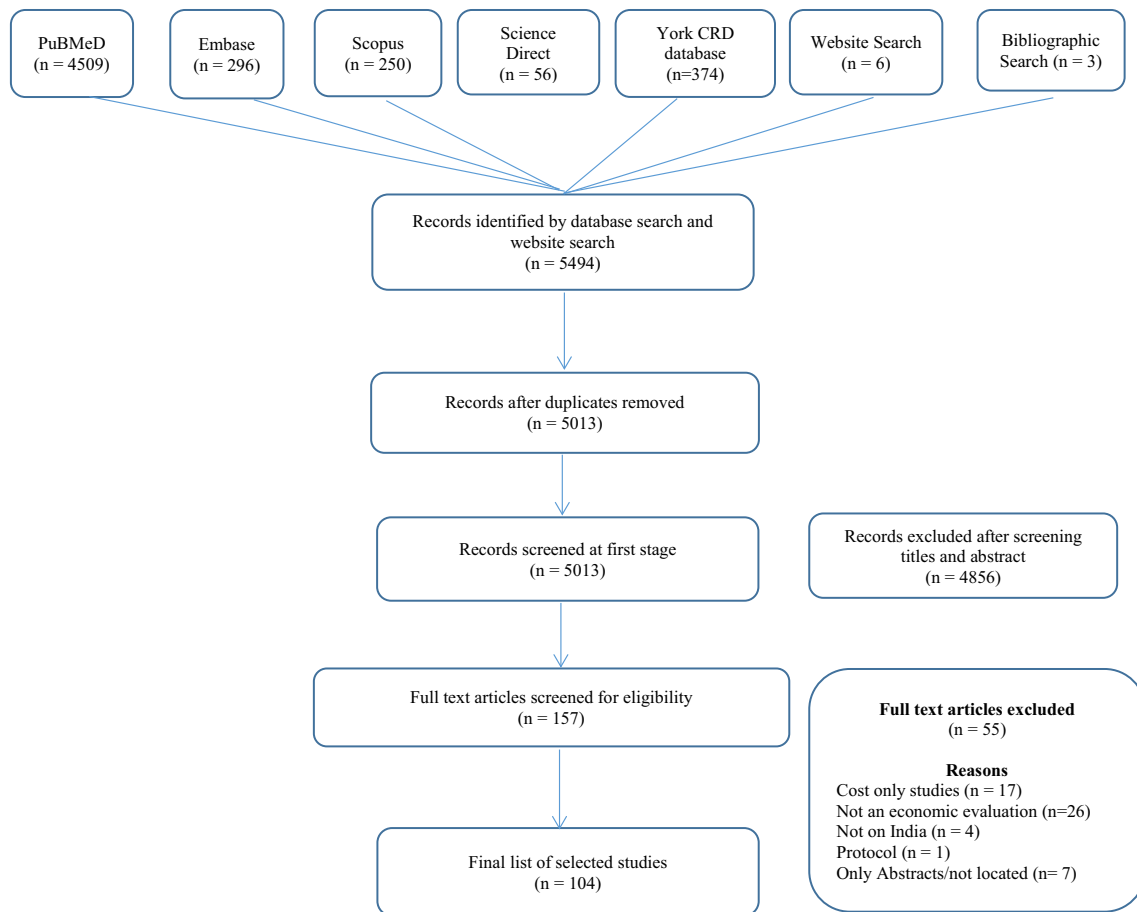 PuBMeD
(n = 4509)
Embase
(n = 296)
Scopus
(n = 250)
Science
Direct
(n = 56)
York CRD
database
(n=374)
Website Search
(n = 6)
Bibliographic
Search (n = 3)
Records identified by database search and
website search
(n = 5494)
Records after duplicates removed
(n = 5013)
Records screened at first stage
(n = 5013)
Records excluded after screening
titles and abstract
(n = 4856)
Full text articles screened for eligibility
(n = 157)
Full text articles excluded
(n = 55)
Reasons
Cost only studies (n = 17)
Not an economic evaluation (n=26)
Not on India (n = 4)
Protocol (n = 1)
Only Abstracts/not located (n= 7)
Final list of selected studies
(n = 104)